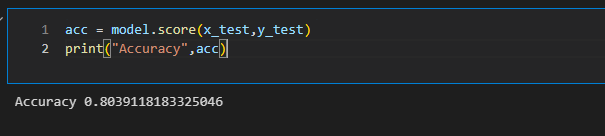 1 acc = model.score(x_test,y_test)
2 print("Accuracy",acc)
Accuracy 0.8039118183325046